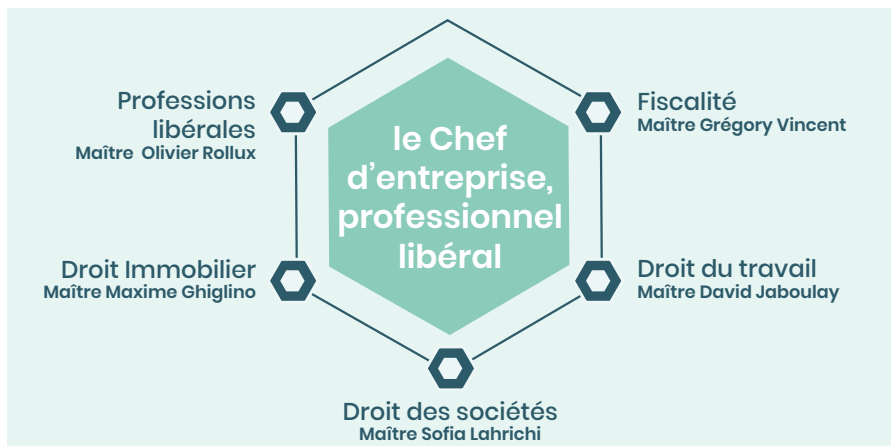 Professions
libérales
Maître Olivier Rollux
Fiscalité
Maître Grégory Vincent
le Chef
d'entreprise,
professionnel
libéral
Droit Immobilier
Maître Maxime Ghiglino
Droit du travail
Maître David Jaboulay
Droit des sociétés
Maître Sofia Lahrichi